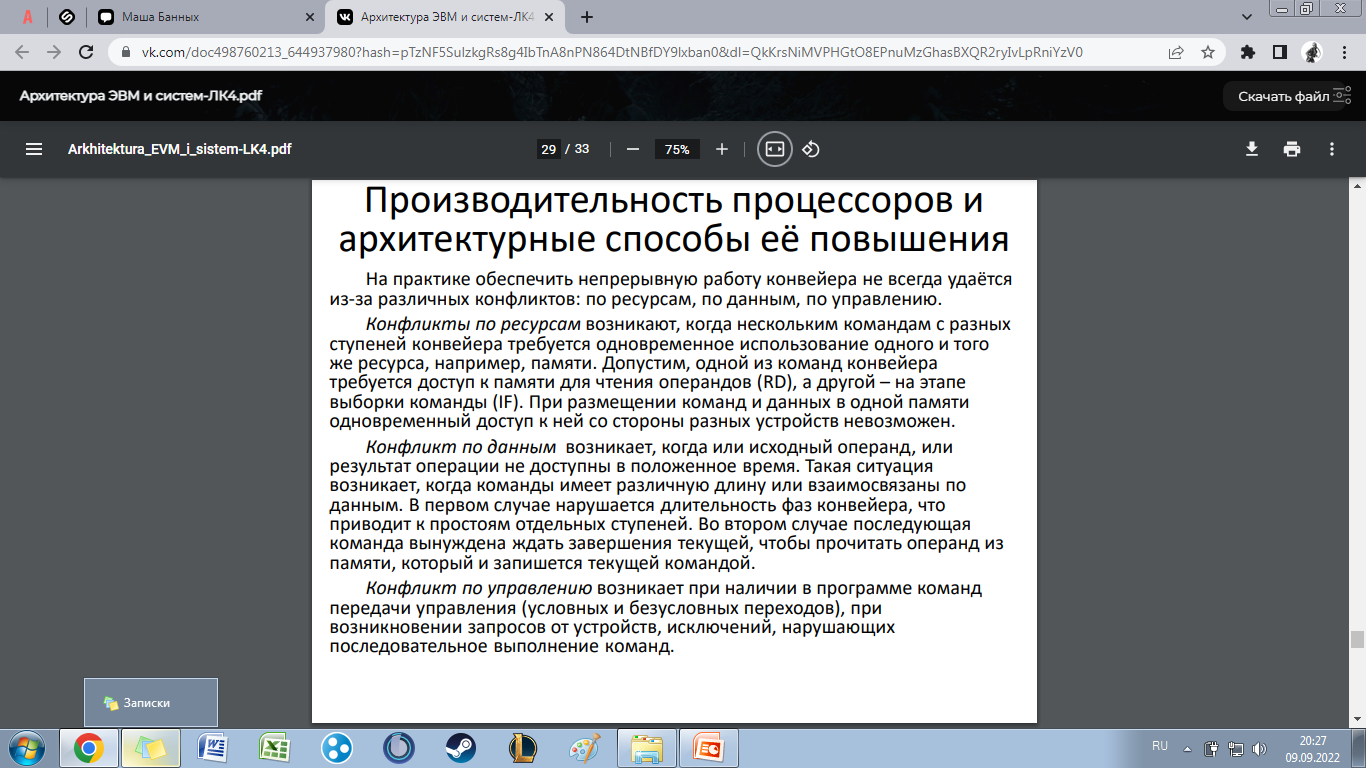 Маша Банных
Архитектура ЭВМ и систем-ЛК4
vk.com/doc498760213_644937980?hash=pTzNF5SuIzkgRs8g4IbTnA8nPN864DtNBfDY9lxban0&dl=QkKrsNiMVPHGtO8EPnuMzGhasBXQR2ryIvLpRniYzV0
Архитектура ЭВМ и систем-ЛК4.pdf
Скачать файл
Arkhitektura_EVM_i_sistem-LK4.pdf
29 / 33
75%
Производительность процессоров и
архитектурные способы её повышения
На практике обеспечить непрерывную работу конвейера не всегда удаётся
из-за различных конфликтов: по ресурсам, по данным, по управлению.
Конфликты по ресурсам возникают, когда нескольким командам с разных
ступеней конвейера требуется одновременное использование одного и того
же ресурса, например, памяти. Допустим, одной из команд конвейера
требуется доступ к памяти для чтения операндов (RD), а другой – на этапе
выборки команды (IF). При размещении команд и данных в одной памяти
одновременный доступ к ней со стороны разных устройств невозможен.
Конфликт по данным возникает, когда или исходный операнд, или
результат операции не доступны в положенное время. Такая ситуация
возникает, когда команды имеет различную длину или взаимосвязаны по
данным. В первом случае нарушается длительность фаз конвейера, что
приводит к простоям отдельных ступеней. Во втором случае последующая
команда вынуждена ждать завершения текущей, чтобы прочитать операнд из
памяти, который и запишется текущей командой.
Конфликт по управлению возникает при наличии в программе команд
передачи управления (условных и безусловных переходов), при
возникновении запросов от устройств, исключений, нарушающих
последовательное выполнение команд.
Записки
RU
20:27
09.09.2022